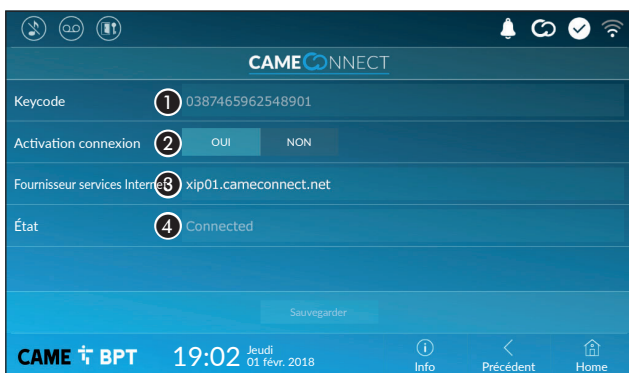 CAMECONNECT
Keycode 1 0387465962548901
Activation connexion 2 OUI NON
Fournisseur services Internet 3 xip01.cameconnect.net
État 4 Connected
Sauvegarder
CAME BPT 19:02 Jeudi 01 févr. 2018
Info Précédent Home